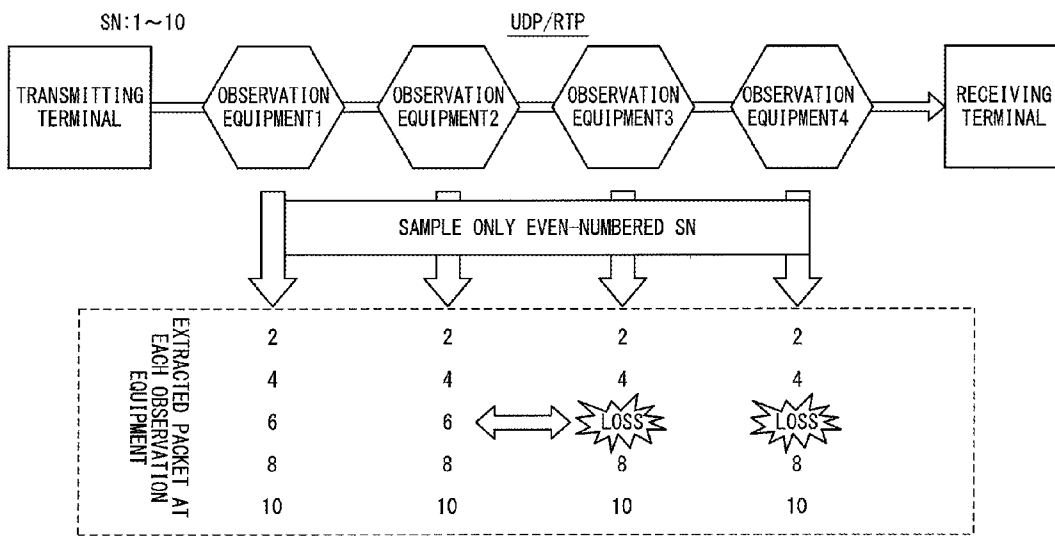 SN:1～10
UDP/RTP
TRANSMITTING
TERMINAL
OBSERVATION
EQUIPMENT1
OBSERVATION
EQUIPMENT2
OBSERVATION
EQUIPMENT3
OBSERVATION
EQUIPMENT4
RECEIVING
TERMINAL
SAMPLE ONLY EVEN-NUMBERED SN
EXTRACTED PACKET AT
EACH OBSERVATION
EQUIPMENT
2 2 2 2
4 4 4 4
6 6 LOSS LOSS
8 8 8 8
10 10 10 10